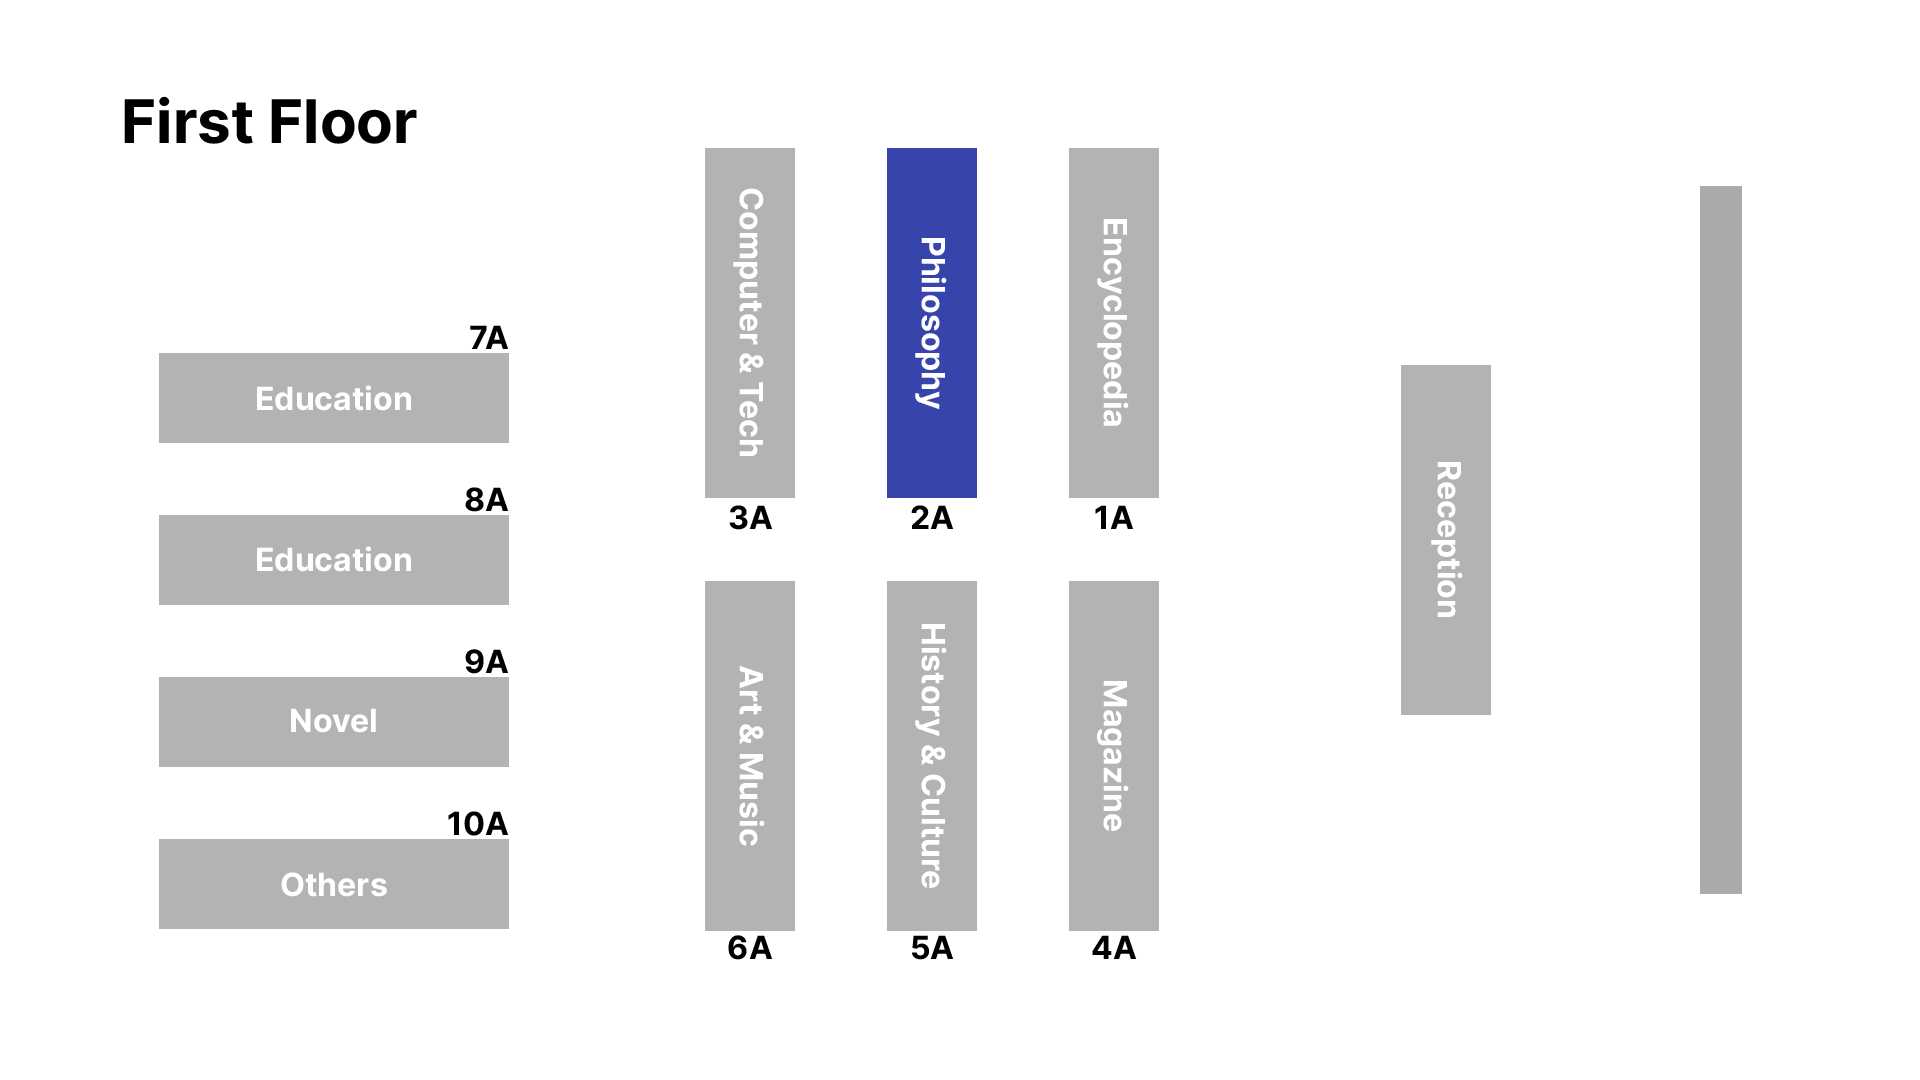 First Floor
Computer & Tech
Philosophy
Encyclopedia
7A
Education
8A
Education
9A
Novel
10A
Others
3A
2A
1A
Art & Music
History & Culture
Magazine
6A
5A
4A
Reception